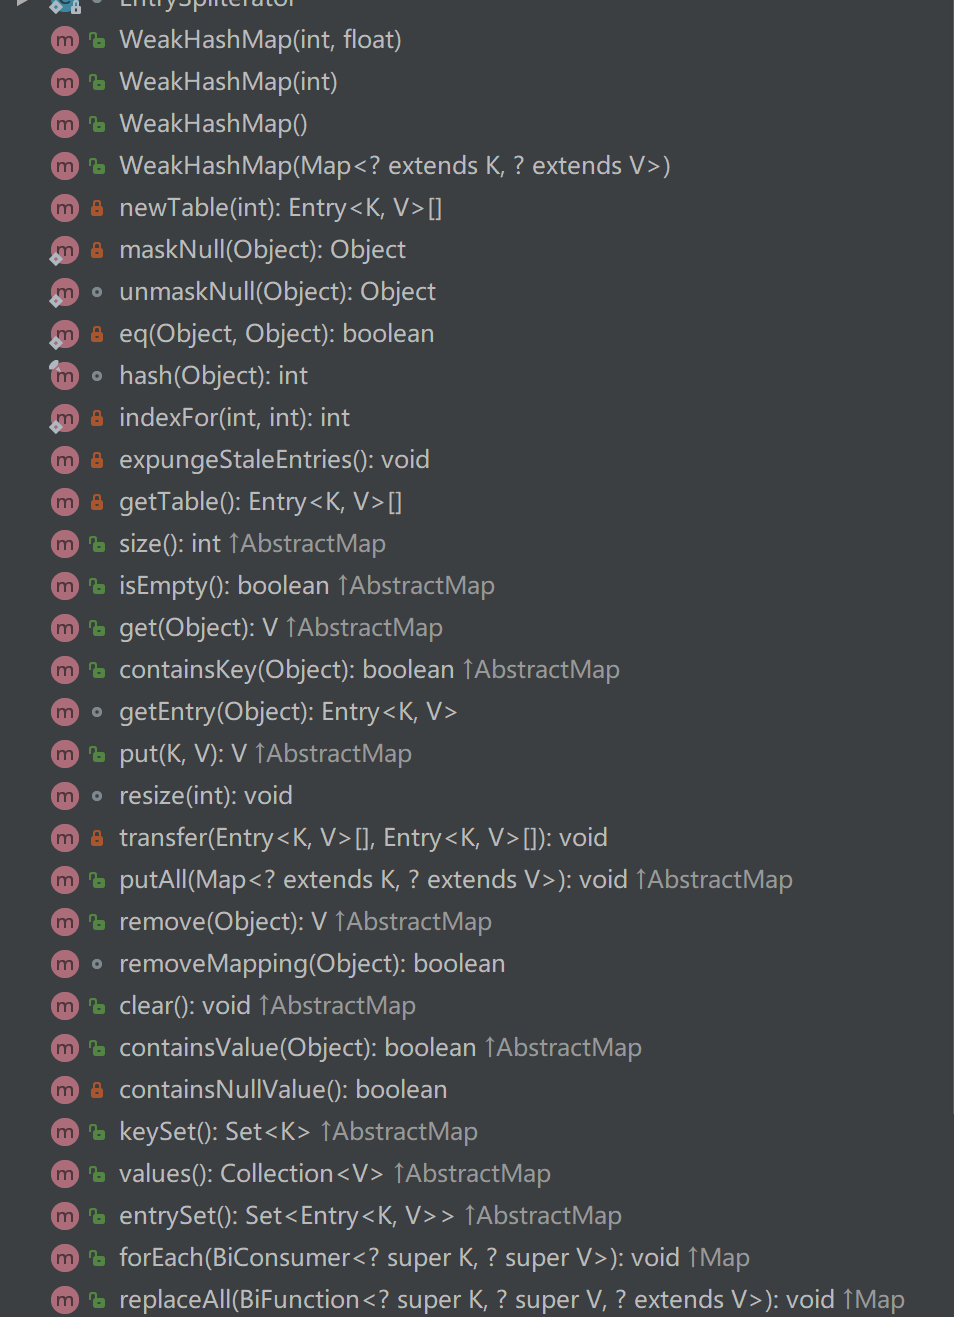 EntrySpliterator
WeakHashMap(int, float)
WeakHashMap(int)
WeakHashMap()
WeakHashMap(Map<? extends K, ? extends V>)
newTable(int): Entry<K, V>[]
maskNull(Object): Object
unmaskNull(Object): Object
eq(Object, Object): boolean
hash(Object): int
indexFor(int, int): int
expungeStaleEntries(): void
getTable(): Entry<K, V>[]
size(): int ↑AbstractMap
isEmpty(): boolean ↑AbstractMap
get(Object): V ↑AbstractMap
containsKey(Object): boolean ↑AbstractMap
getEntry(Object): Entry<K, V>
put(K, V): V ↑AbstractMap
resize(int): void
transfer(Entry<K, V>[], Entry<K, V>[]): void
putAll(Map<? extends K, ? extends V>): void ↑AbstractMap
remove(Object): V ↑AbstractMap
removeMapping(Object): boolean
clear(): void ↑AbstractMap
containsValue(Object): boolean ↑AbstractMap
containsNullValue(): boolean
keySet(): Set<K> ↑AbstractMap
values(): Collection<V> ↑AbstractMap
entrySet(): Set<Entry<K, V>> ↑AbstractMap
forEach(BiConsumer<? super K, ? super V>): void ↑Map
replaceAll(BiFunction<? super K, ? super V, ? extends V>): void ↑Map